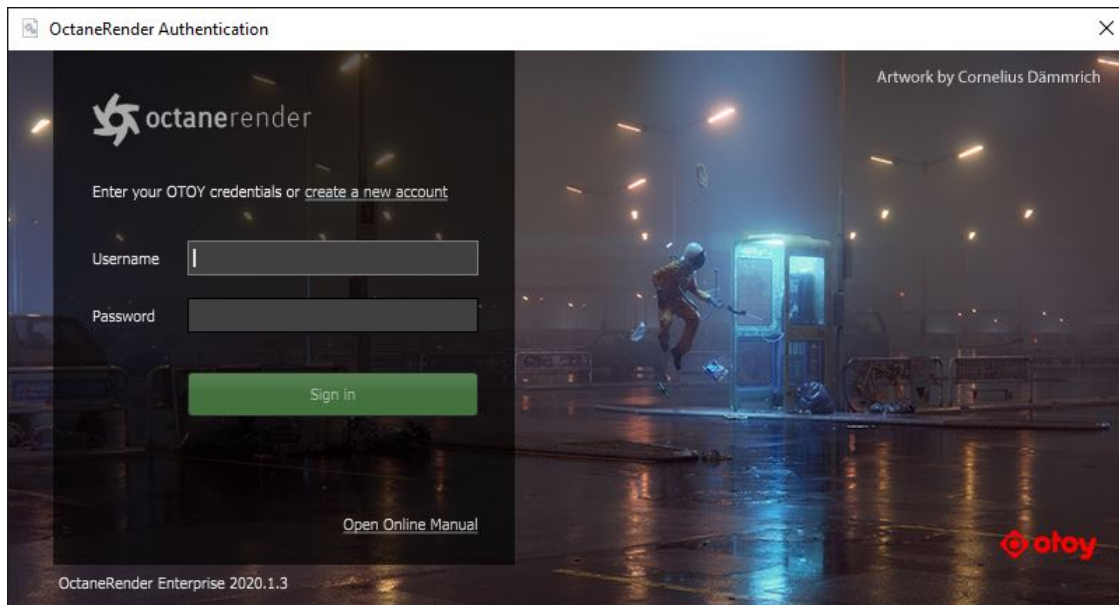 OctaneRender Authentication
Artwork by Cornelius Dämmrich
octanerender
Enter your OTOY credentials or create a new account
Username
Password
Sign in
Open Online Manual
otoy
OctaneRender Enterprise 2020.1.3